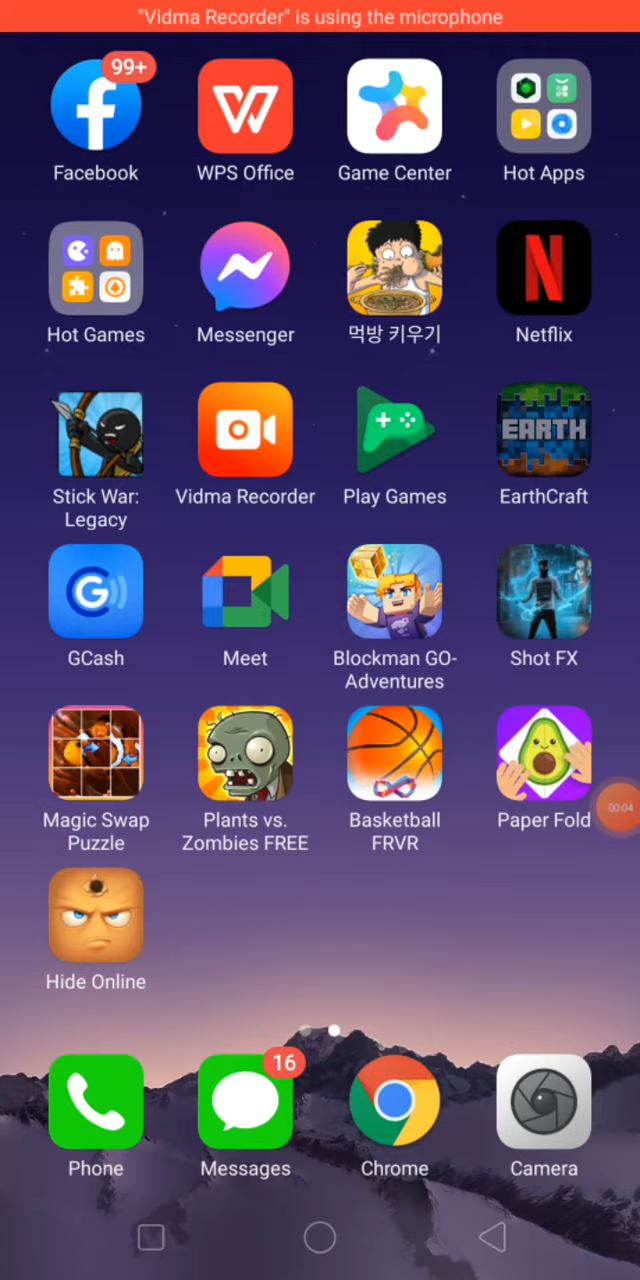 "Vidma Recorder" is using the microphone
99+
Facebook
WPS Office
Game Center
Hot Apps
Hot Games
Messenger
먹방 키우기
Netflix
EARTH
Stick War:
Legacy
Vidma Recorder
Play Games
EarthCraft
GCash
Meet
Blockman GO-
Adventures
Shot FX
00:04
Magic Swap
Puzzle
Plants vs.
Zombies FREE
Basketball
FRVR
Paper Fold
Hide Online
16
Phone
Messages
Chrome
Camera